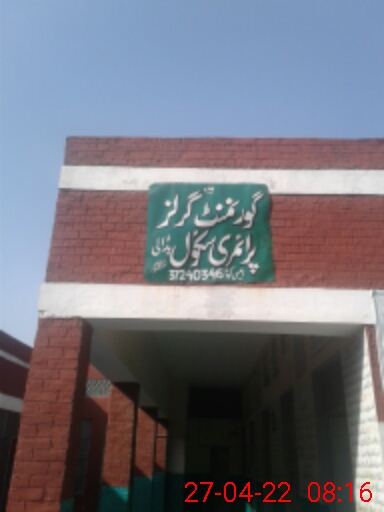 گورنمنٹ گرلز
پرائمری سکول
37240346
27-04-22 08:16